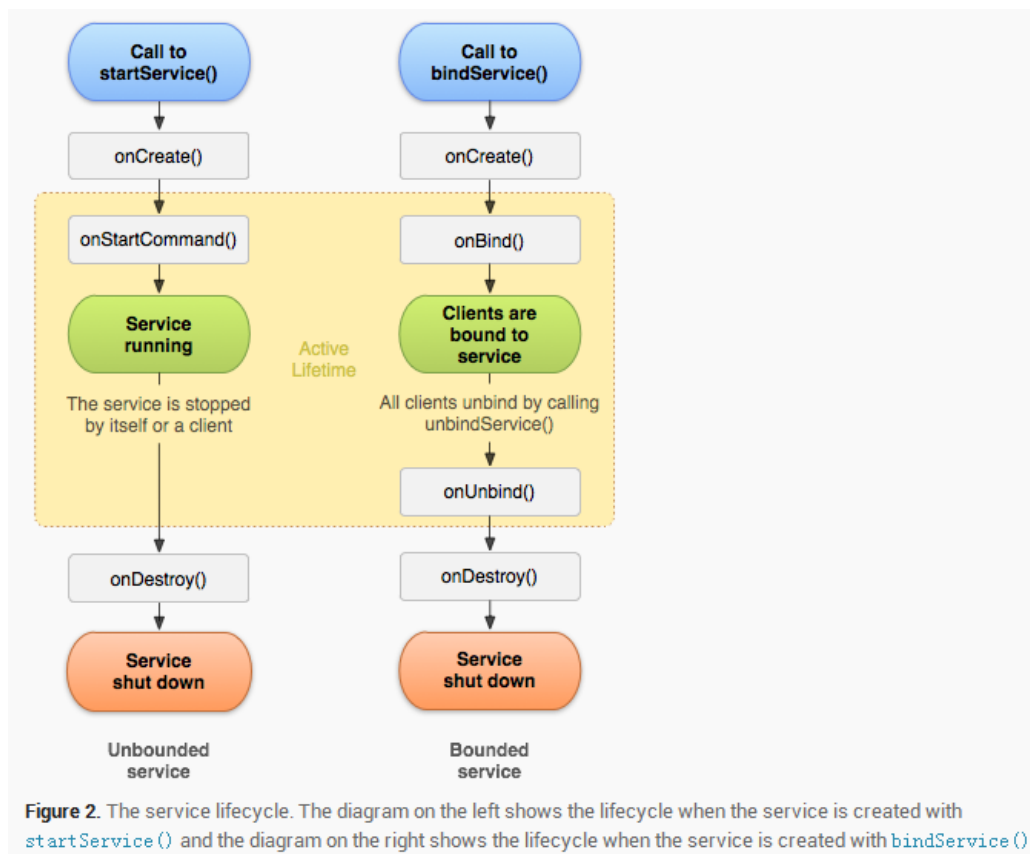 Call to
startService()
onCreate()
onStartCommand()
Service
running
The service is stopped
by itself or a client
onDestroy()
Service
shut down
Unbounded
service
Active
Lifetime
Call to
bindService()
onCreate()
onBind()
Clients are
bound to
service
All clients unbind by calling
unbindService()
onUnbind()
onDestroy()
Service
shut down
Bounded
service
Figure 2. The service lifecycle. The diagram on the left shows the lifecycle when the service is created with
startService() and the diagram on the right shows the lifecycle when the service is created with bindService()